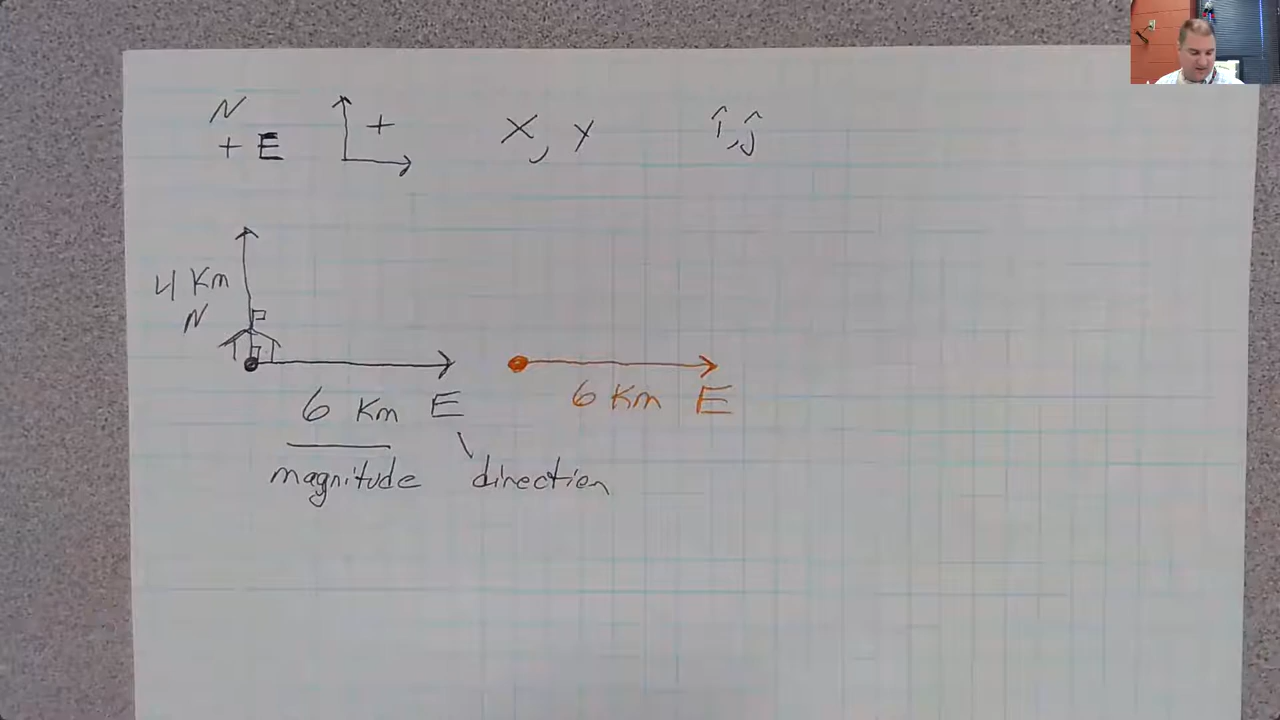 N
+ E + X, y î, ĵ
4 Km
N
6 Km E 6 Km E
magnitude direction